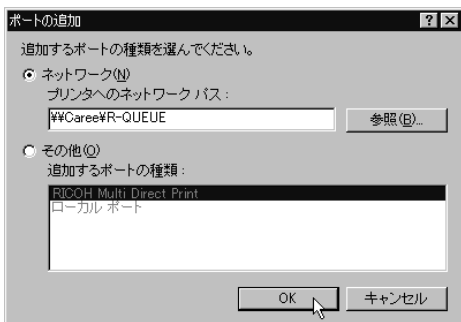 ポートの追加
追加するポートの種類を選んでください。
ネットワーク(N)
プリンタへのネットワーク パス:
¥¥Caree¥R-QUEUE
参照(B)...
その他(O)
追加するポートの種類:
RICOH Multi Direct Print
ローカル ポート
OK
キャンセル